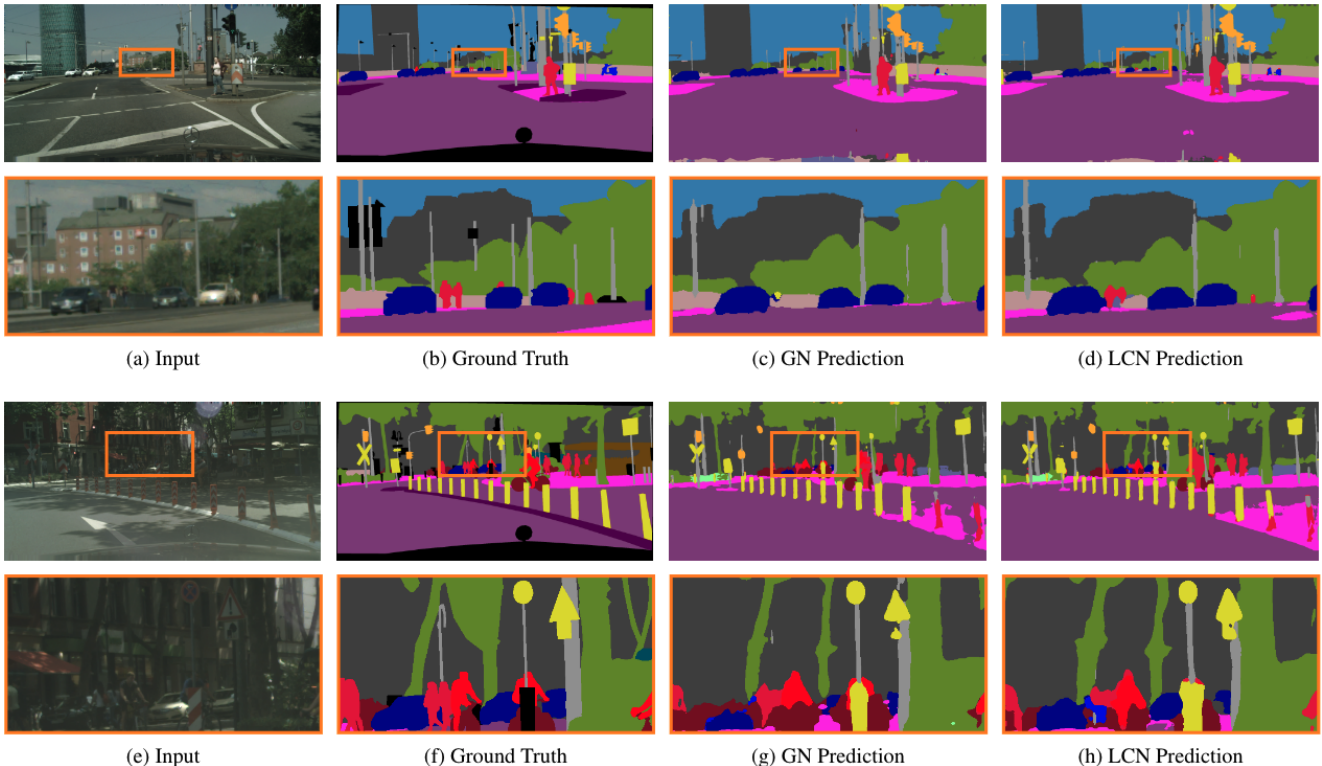 (a) Input
(b) Ground Truth
(c) GN Prediction
(d) LCN Prediction
(e) Input
(f) Ground Truth
(g) GN Prediction
(h) LCN Prediction